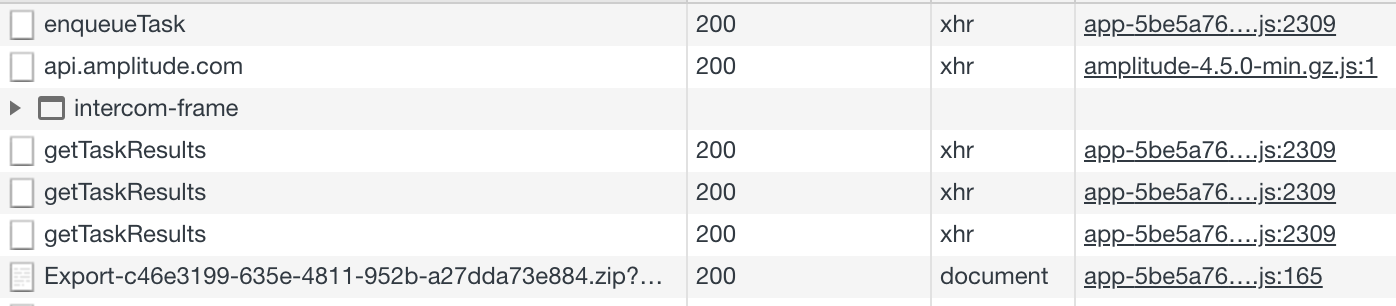 enqueueTask 200 xhr app-5be5a76….js:2309
api.amplitude.com 200 xhr amplitude-4.5.0-min.gz.js:1
intercom-frame
getTaskResults 200 xhr app-5be5a76….js:2309
getTaskResults 200 xhr app-5be5a76….js:2309
getTaskResults 200 xhr app-5be5a76….js:2309
Export-c46e3199-635e-4811-952b-a27dda73e884.zip?... 200 document app-5be5a76….js:165